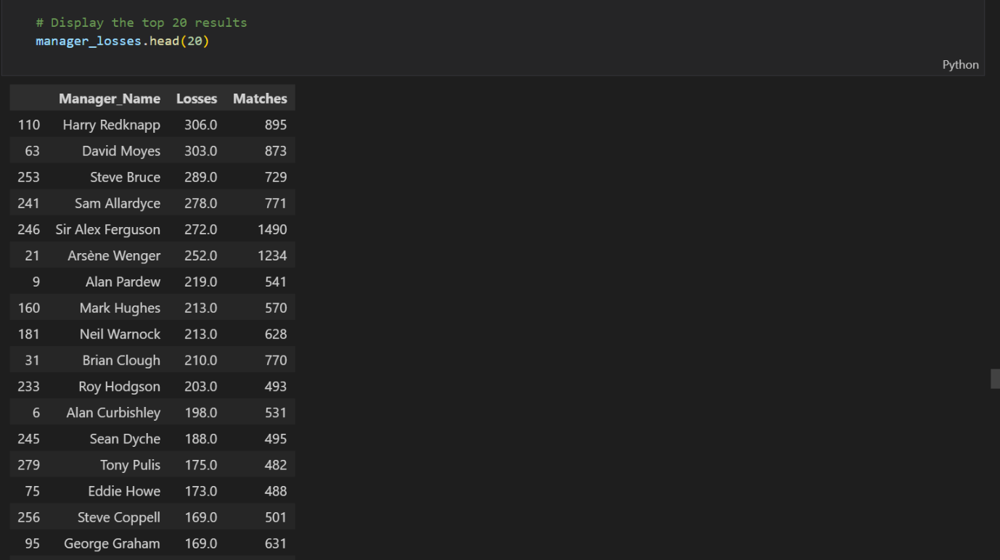 # Display the top 20 results
manager_losses.head(20)
Python
Manager_Name Losses Matches
110 Harry Redknapp 306.0 895
63 David Moyes 303.0 873
253 Steve Bruce 289.0 729
241 Sam Allardyce 278.0 771
246 Sir Alex Ferguson 272.0 1490
21 Arsène Wenger 252.0 1234
9 Alan Pardew 219.0 541
160 Mark Hughes 213.0 570
181 Neil Warnock 213.0 628
31 Brian Clough 210.0 770
233 Roy Hodgson 203.0 493
6 Alan Curbishley 198.0 531
245 Sean Dyche 188.0 495
279 Tony Pulis 175.0 482
75 Eddie Howe 173.0 488
256 Steve Coppell 169.0 501
95 George Graham 169.0 631